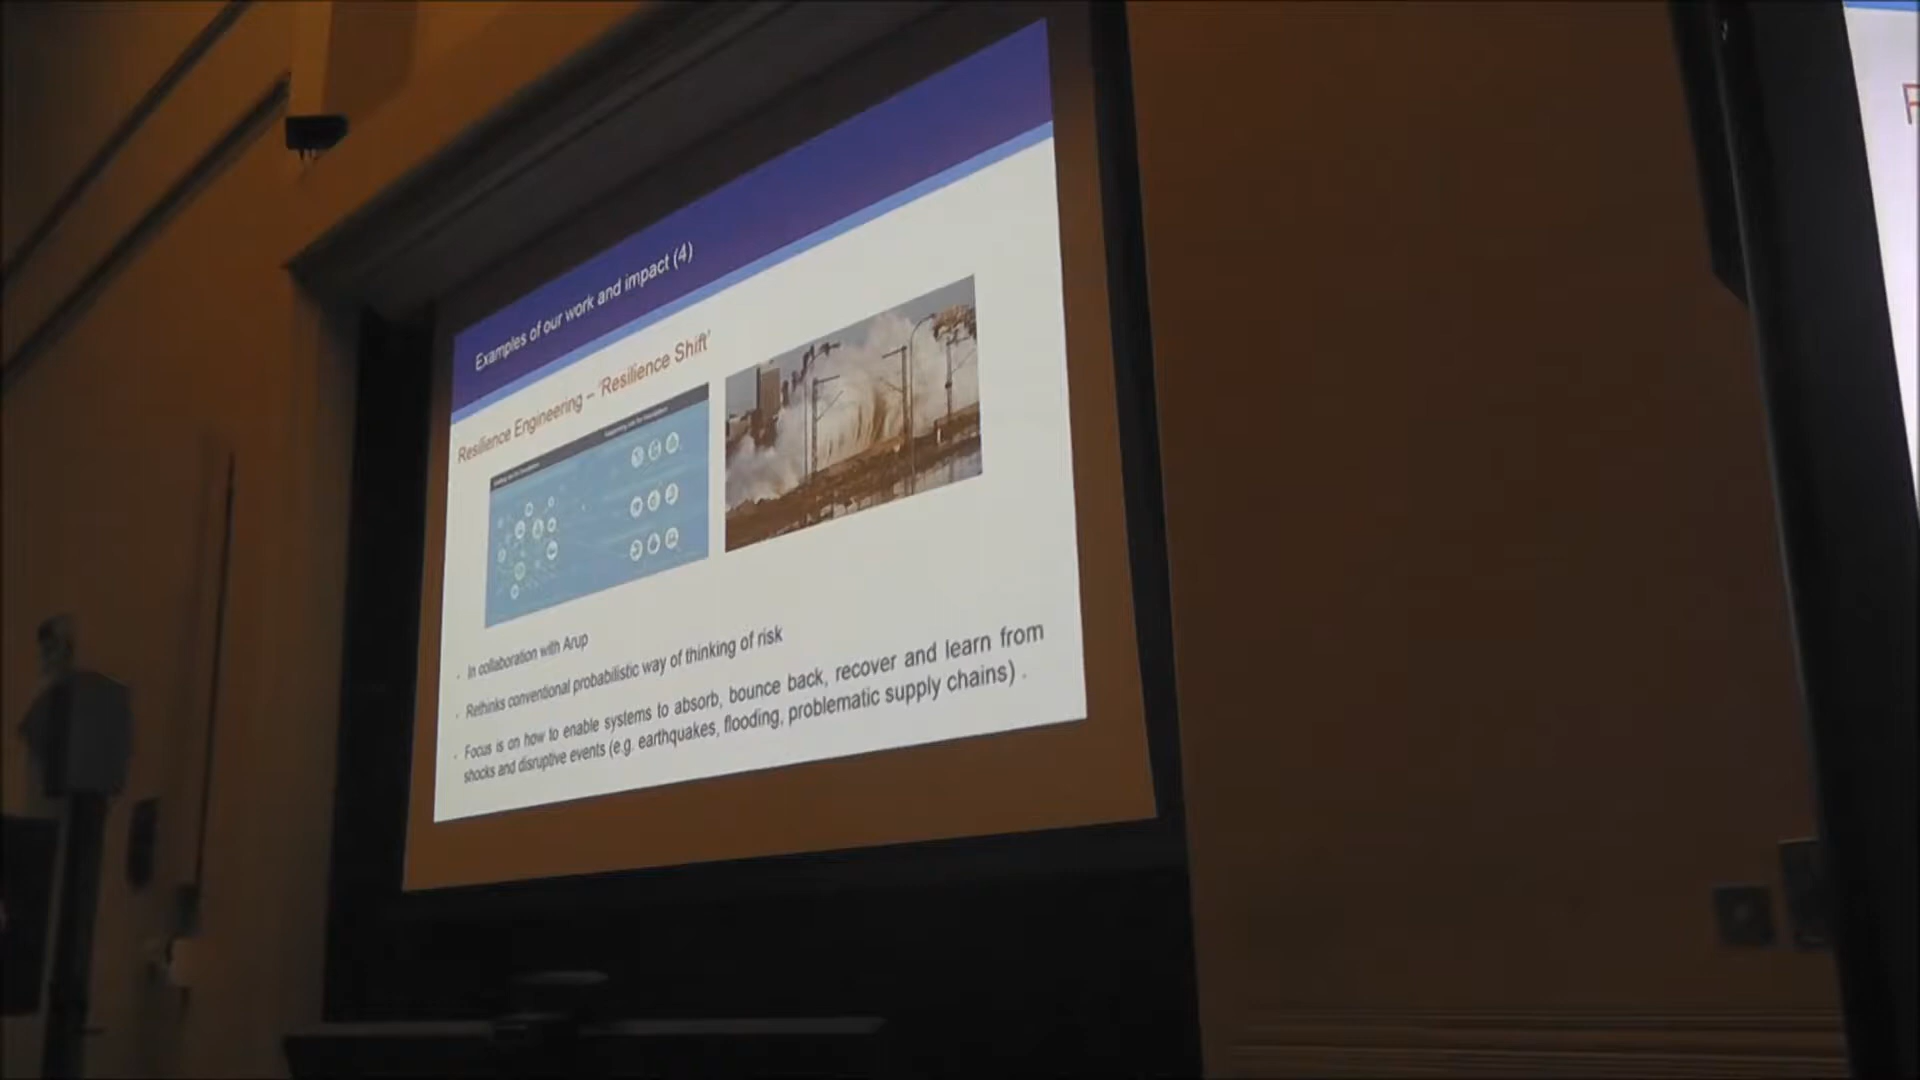 Examples of our work and impact (4)
Resilience Engineering – 'Resilience Shift'
In collaboration with Arup
Rethinks conventional probabilistic way of thinking of risk
Focus is on how to enable systems to absorb, bounce back, recover and learn from
shocks and disruptive events (e.g. earthquakes, flooding, problematic supply chains) .